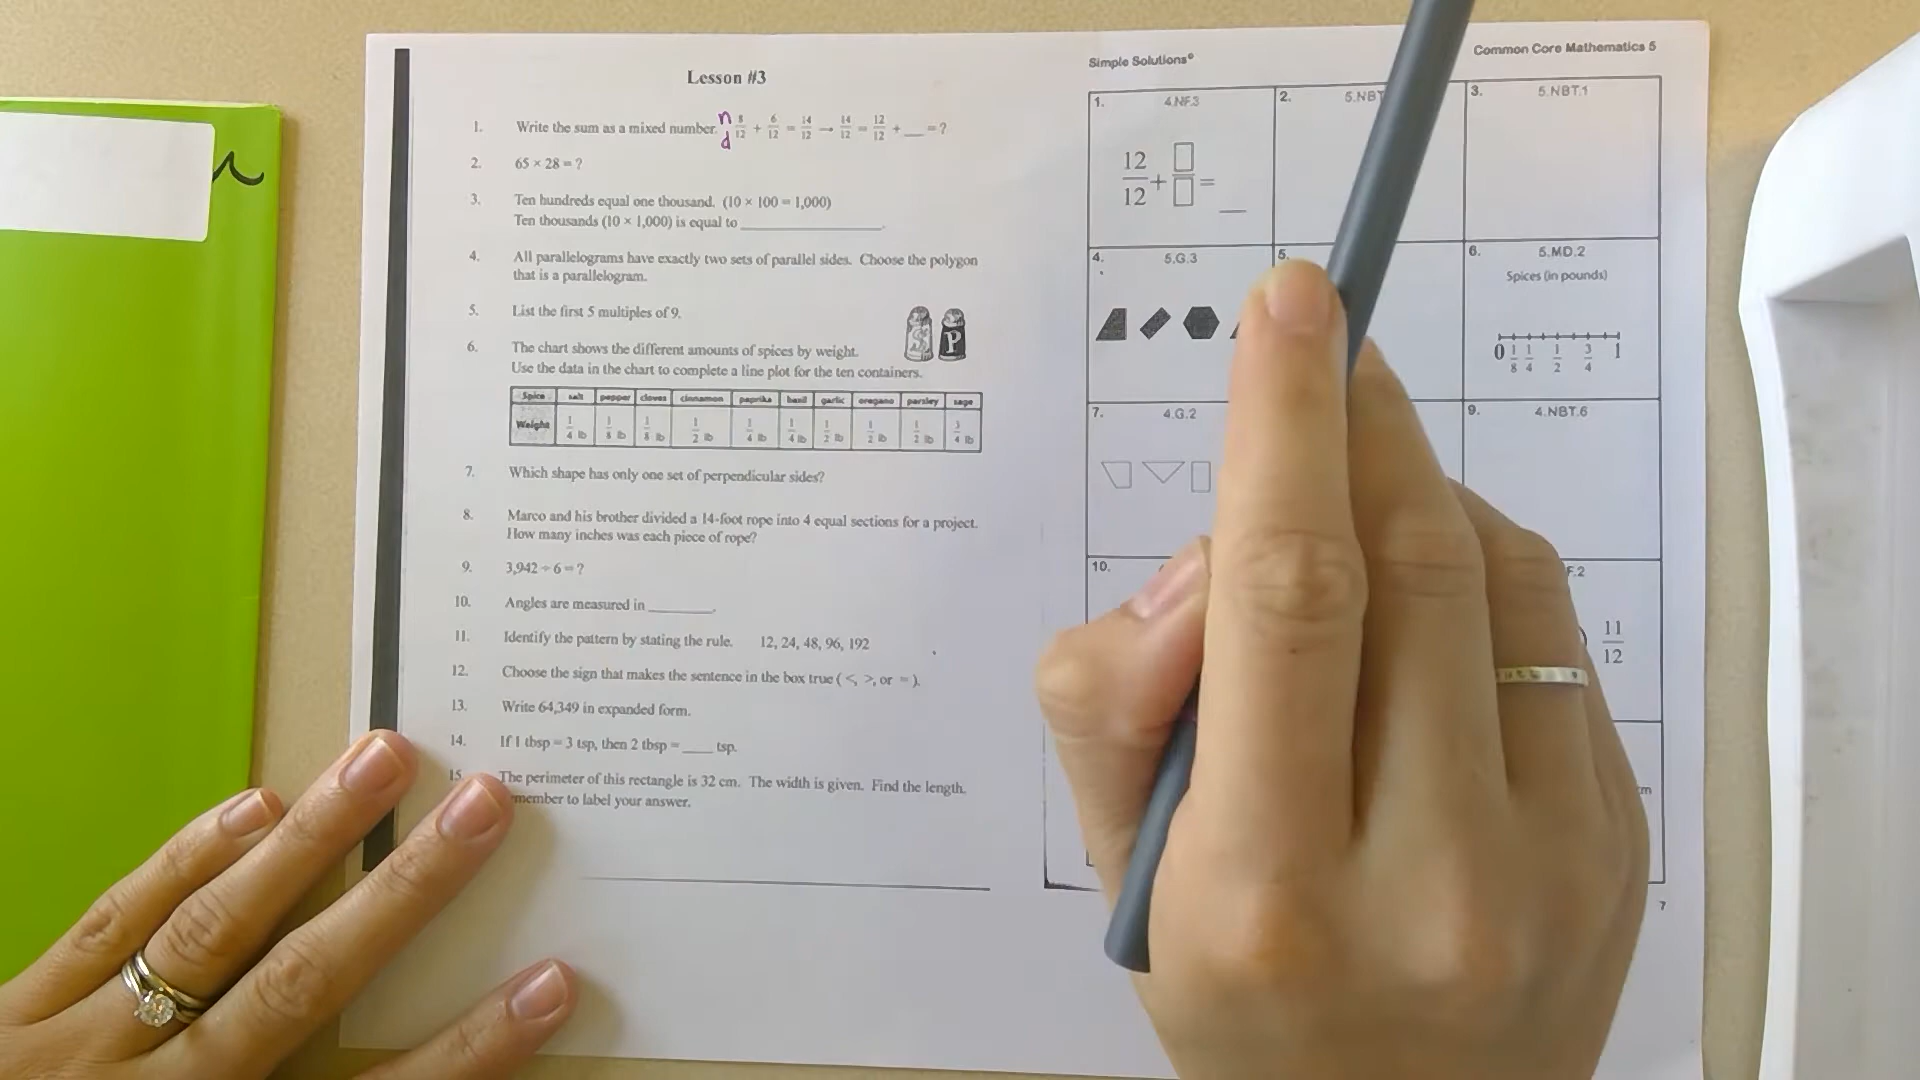 Lesson #3
1. Write the sum as a mixed number. n/d 8/12 + 6/12 = 14/12 → 14/12 = 12/12 + __ = ?
2. 65 × 28 = ?
3. Ten hundreds equal one thousand. (10 × 100 = 1,000)
Ten thousands (10 × 1,000) is equal to ______________.
4. All parallelograms have exactly two sets of parallel sides. Choose the polygon
that is a parallelogram.
5. List the first 5 multiples of 9.
S P
6. The chart shows the different amounts of spices by weight.
Use the data in the chart to complete a line plot for the ten containers.
Spice salt pepper cloves cinnamon paprika basil garlic oregano parsley sage
Weight 1/4 lb 1/8 lb 1/8 lb 1/2 lb 1/4 lb 1/4 lb 1/2 lb 1/2 lb 1/2 lb 3/4 lb
7. Which shape has only one set of perpendicular sides?
8. Marco and his brother divided a 14-foot rope into 4 equal sections for a project.
How many inches was each piece of rope?
9. 3,942 ÷ 6 = ?
10. Angles are measured in ________.
11. Identify the pattern by stating the rule. 12, 24, 48, 96, 192
12. Choose the sign that makes the sentence in the box true ( <, >, or = ).
13. Write 64,349 in expanded form.
14. If 1 tbsp = 3 tsp, then 2 tbsp = ____ tsp.
15. The perimeter of this rectangle is 32 cm. The width is given. Find the length.
member to label your answer.
Simple Solutions©
Common Core Mathematics 5
1. 4.NF.3
12/12 + □/□ = __
2. 5.NBT
3. 5.NBT.1
4. 5.G.3
5.
6. 5.MD.2
Spices (in pounds)
0 1/8 1/4 1/2 3/4 1
7. 4.G.2
9. 4.NBT.6
10.
F.2
11/12
cm
7